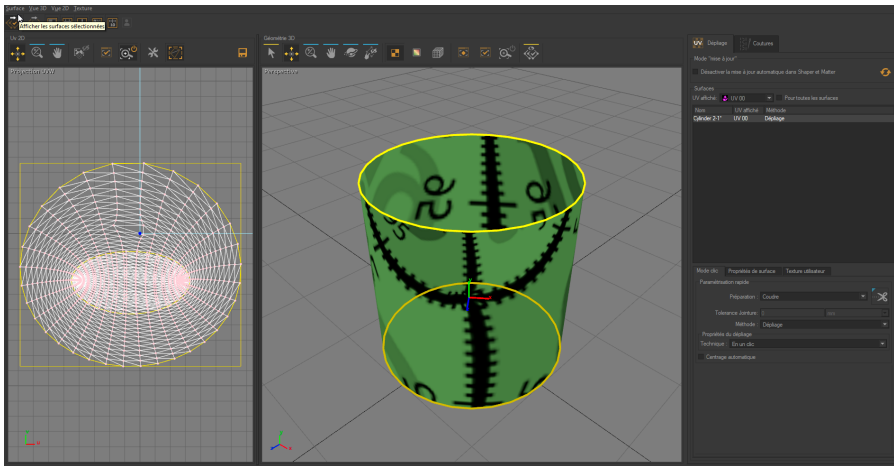 Surface Vue 3D Vue 2D Texture
Afficher les surfaces sélectionnées
Uv 2D
Géométrie 3D
Projection UVW
Perspective
Dépliage
Coutures
Mode "mise à jour"
Désactiver la mise à jour automatique dans Shaper et Matter
Surfaces
UV affiché UV 00 Pour toutes les surfaces
Nom UV affiché Méthode
Cylinder 2-1* UV 00 Dépliage
Mode clic Propriétés de surface Texture utilisateur
Paramétrisation rapide
Préparation Coudre
Tolérance Jointure
Méthode Dépliage
Propriétés du dépliage
Technique En un clic
Centrage automatique